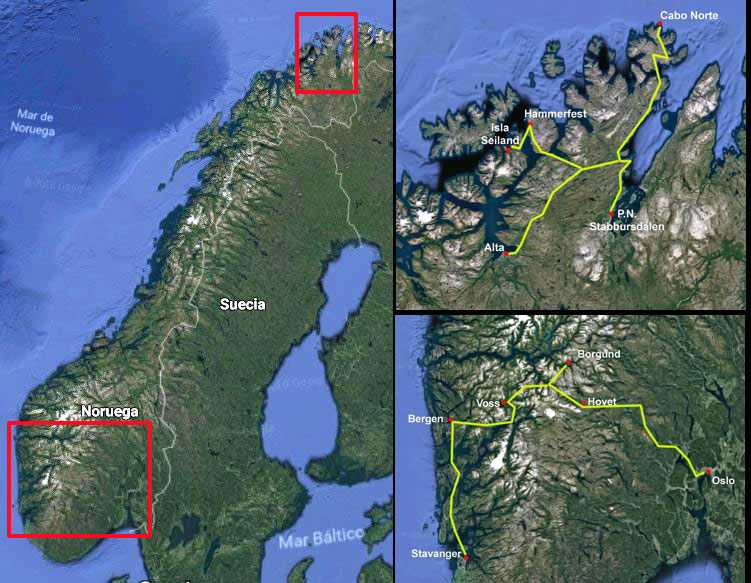 Mar de
Noruega
Suecia
Noruega
Mar Báltico
Cabo Norte
Hammerfest
Isla
Seiland
P.N.
Stabbursdalen
Alta
Borgund
Voss
Hovet
Bergen
Oslo
Stavanger